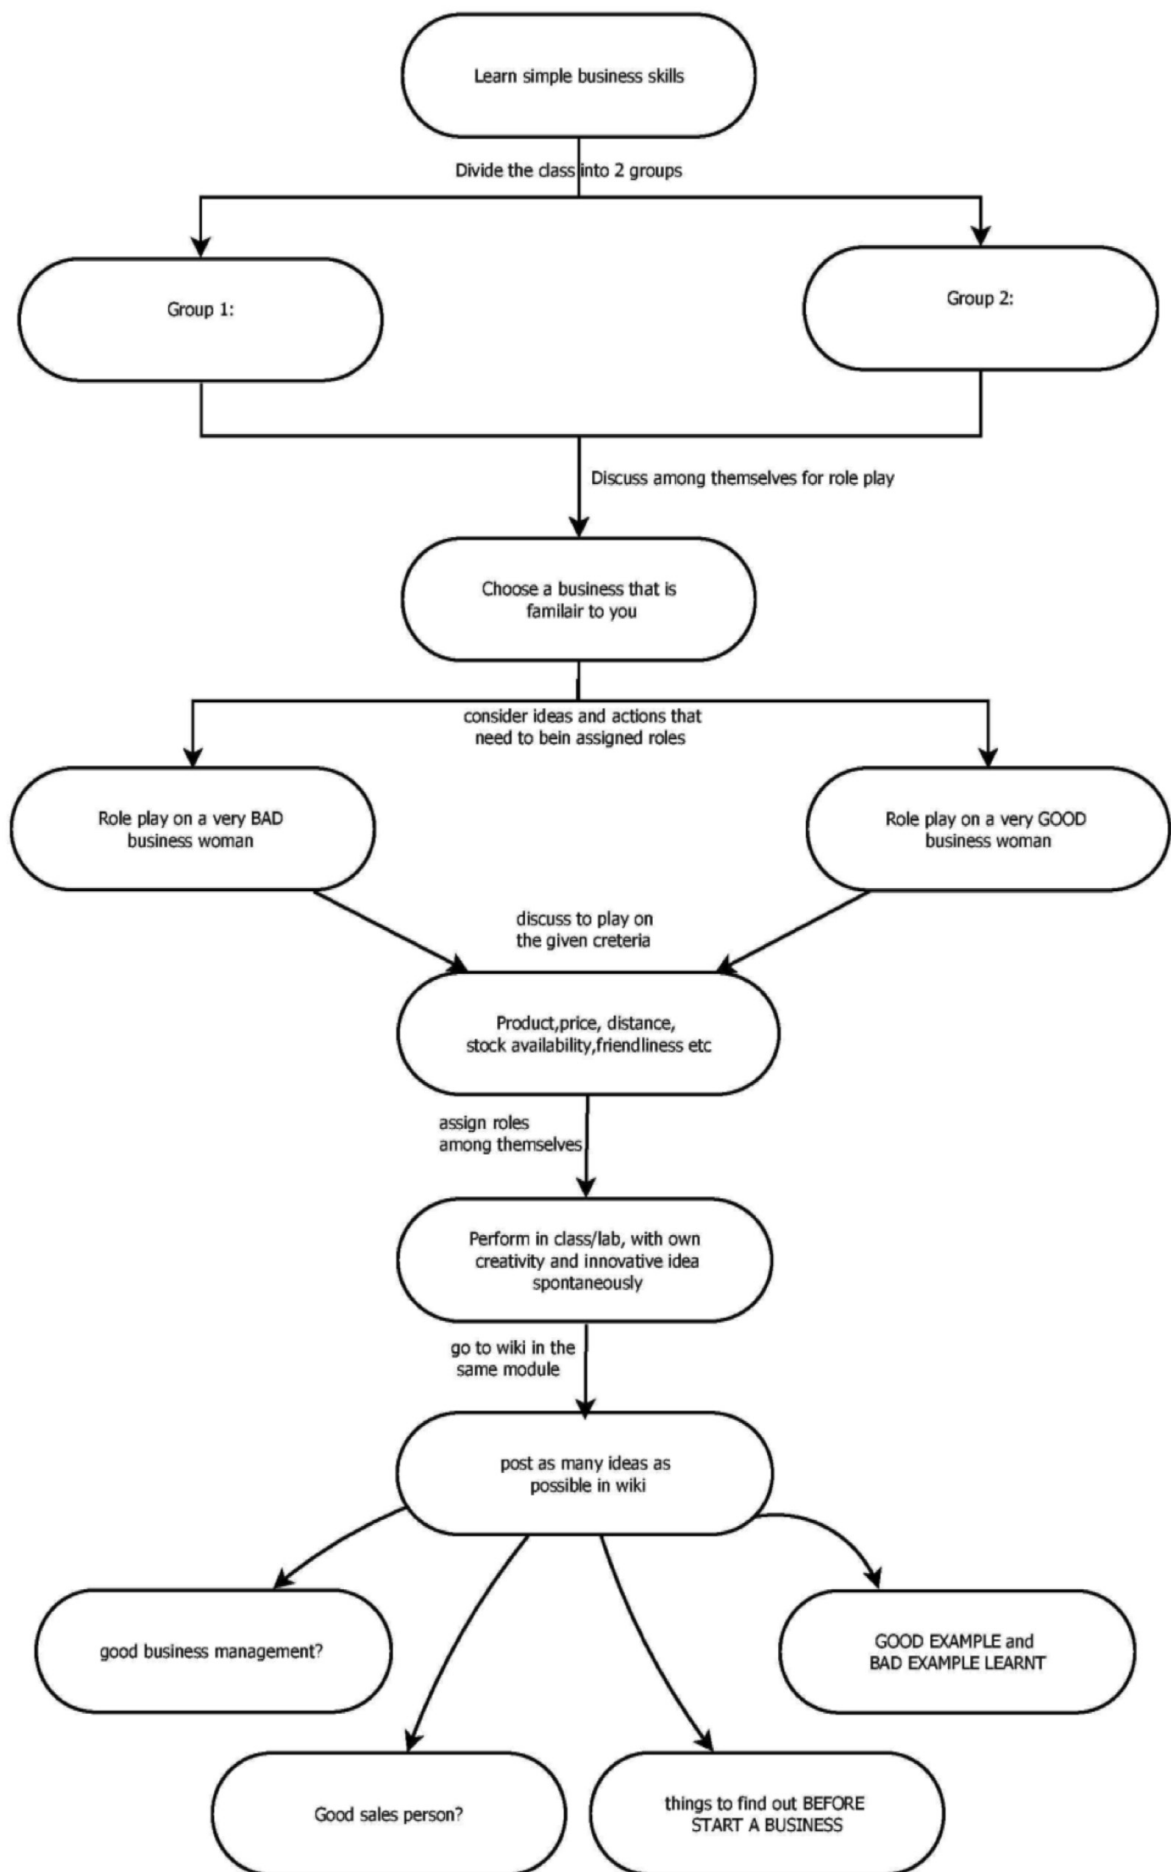 Learn simple business skills
Divide the class into 2 groups
Group 1:
Group 2:
Discuss among themselves for role play
Choose a business that is
familair to you
consider ideas and actions that
need to bein assigned roles
Role play on a very BAD
business woman
Role play on a very GOOD
business woman
discuss to play on
the given creteria
Product,price, distance,
stock availability,friendliness etc
assign roles
among themselves
Perform in class/lab, with own
creativity and innovative idea
spontaneously
go to wiki in the
same module
post as many ideas as
possible in wiki
good business management?
GOOD EXAMPLE and
BAD EXAMPLE LEARNT
Good sales person?
things to find out BEFORE
START A BUSINESS